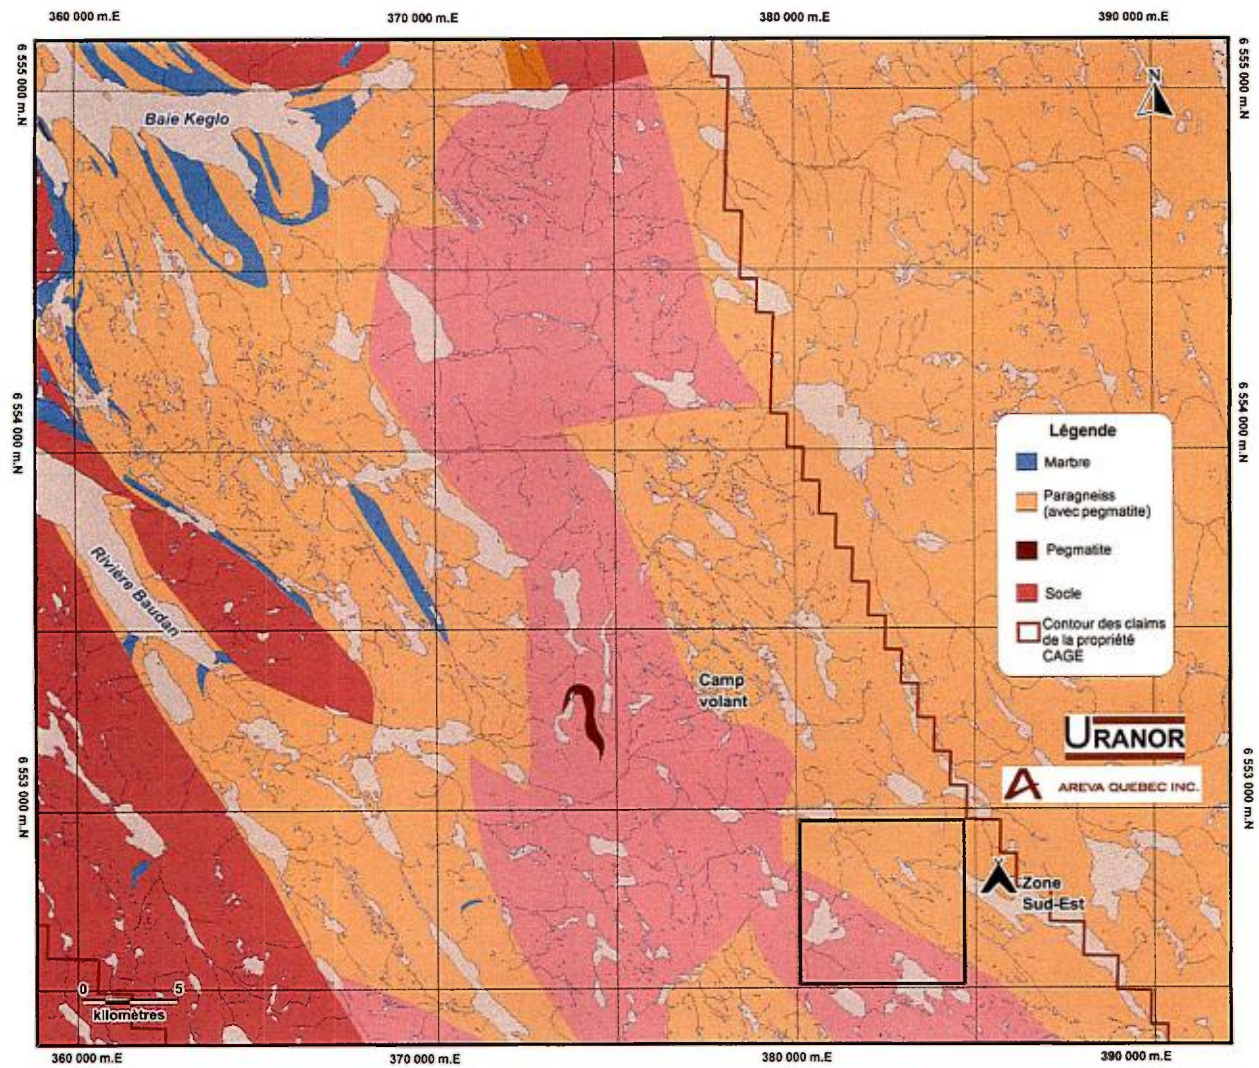 360 000 m.E
370 000 m.E
380 000 m.E
390 000 m.E
6 555 000 m.N
6 555 000 m.N
N
Baie Keglo
6 554 000 m.N
6 554 000 m.N
Légende
Marbre
Paragneiss
(avec pegmatite)
Pegmatite
Socle
Contour des claims
de la propriété
CAGE
Rivière Baudan
Camp
volant
URANOR
AREVA QUEBEC INC.
6 553 000 m.N
6 553 000 m.N
Zone
Sud-Est
0 5
kilomètres
360 000 m.E
370 000 m.E
380 000 m.E
390 000 m.E